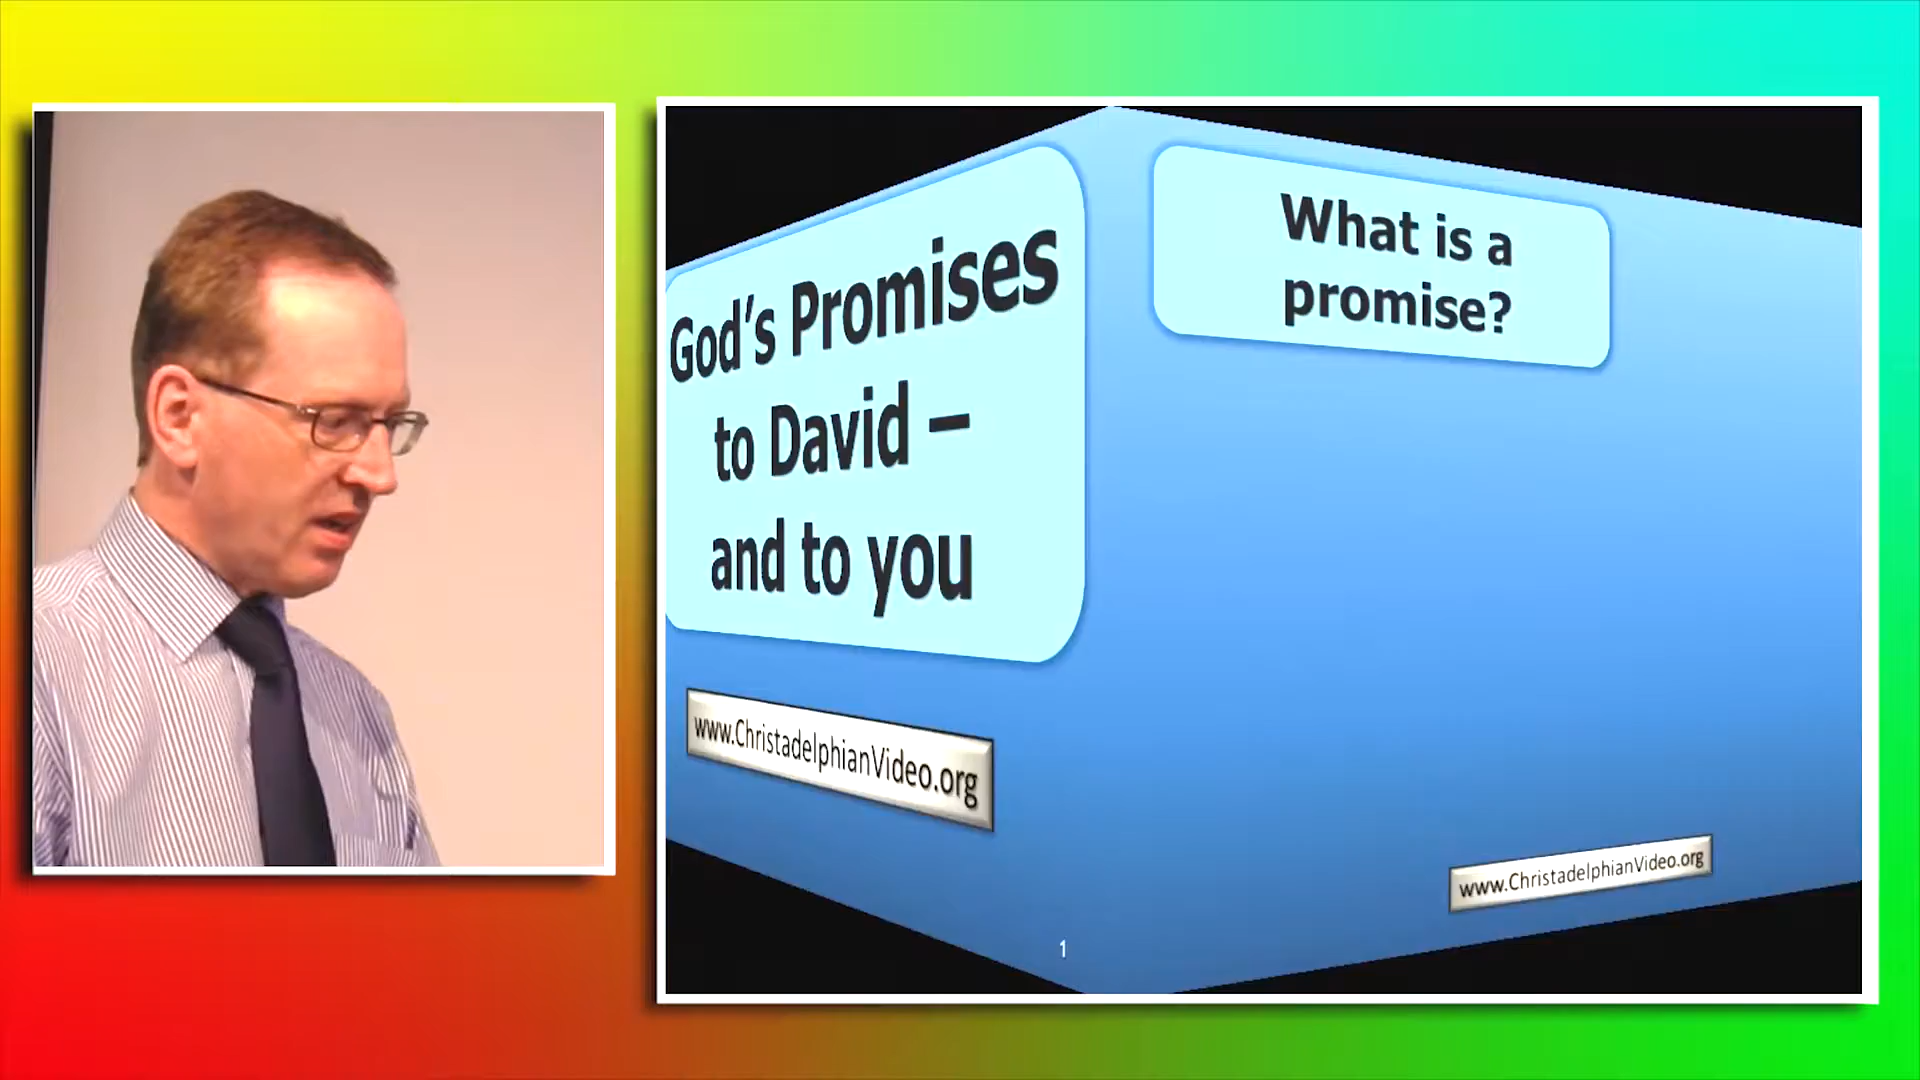 God's Promises
to David –
and to you
www.ChristadelphianVideo.org
1
What is a
promise?
www.ChristadelphianVideo.org